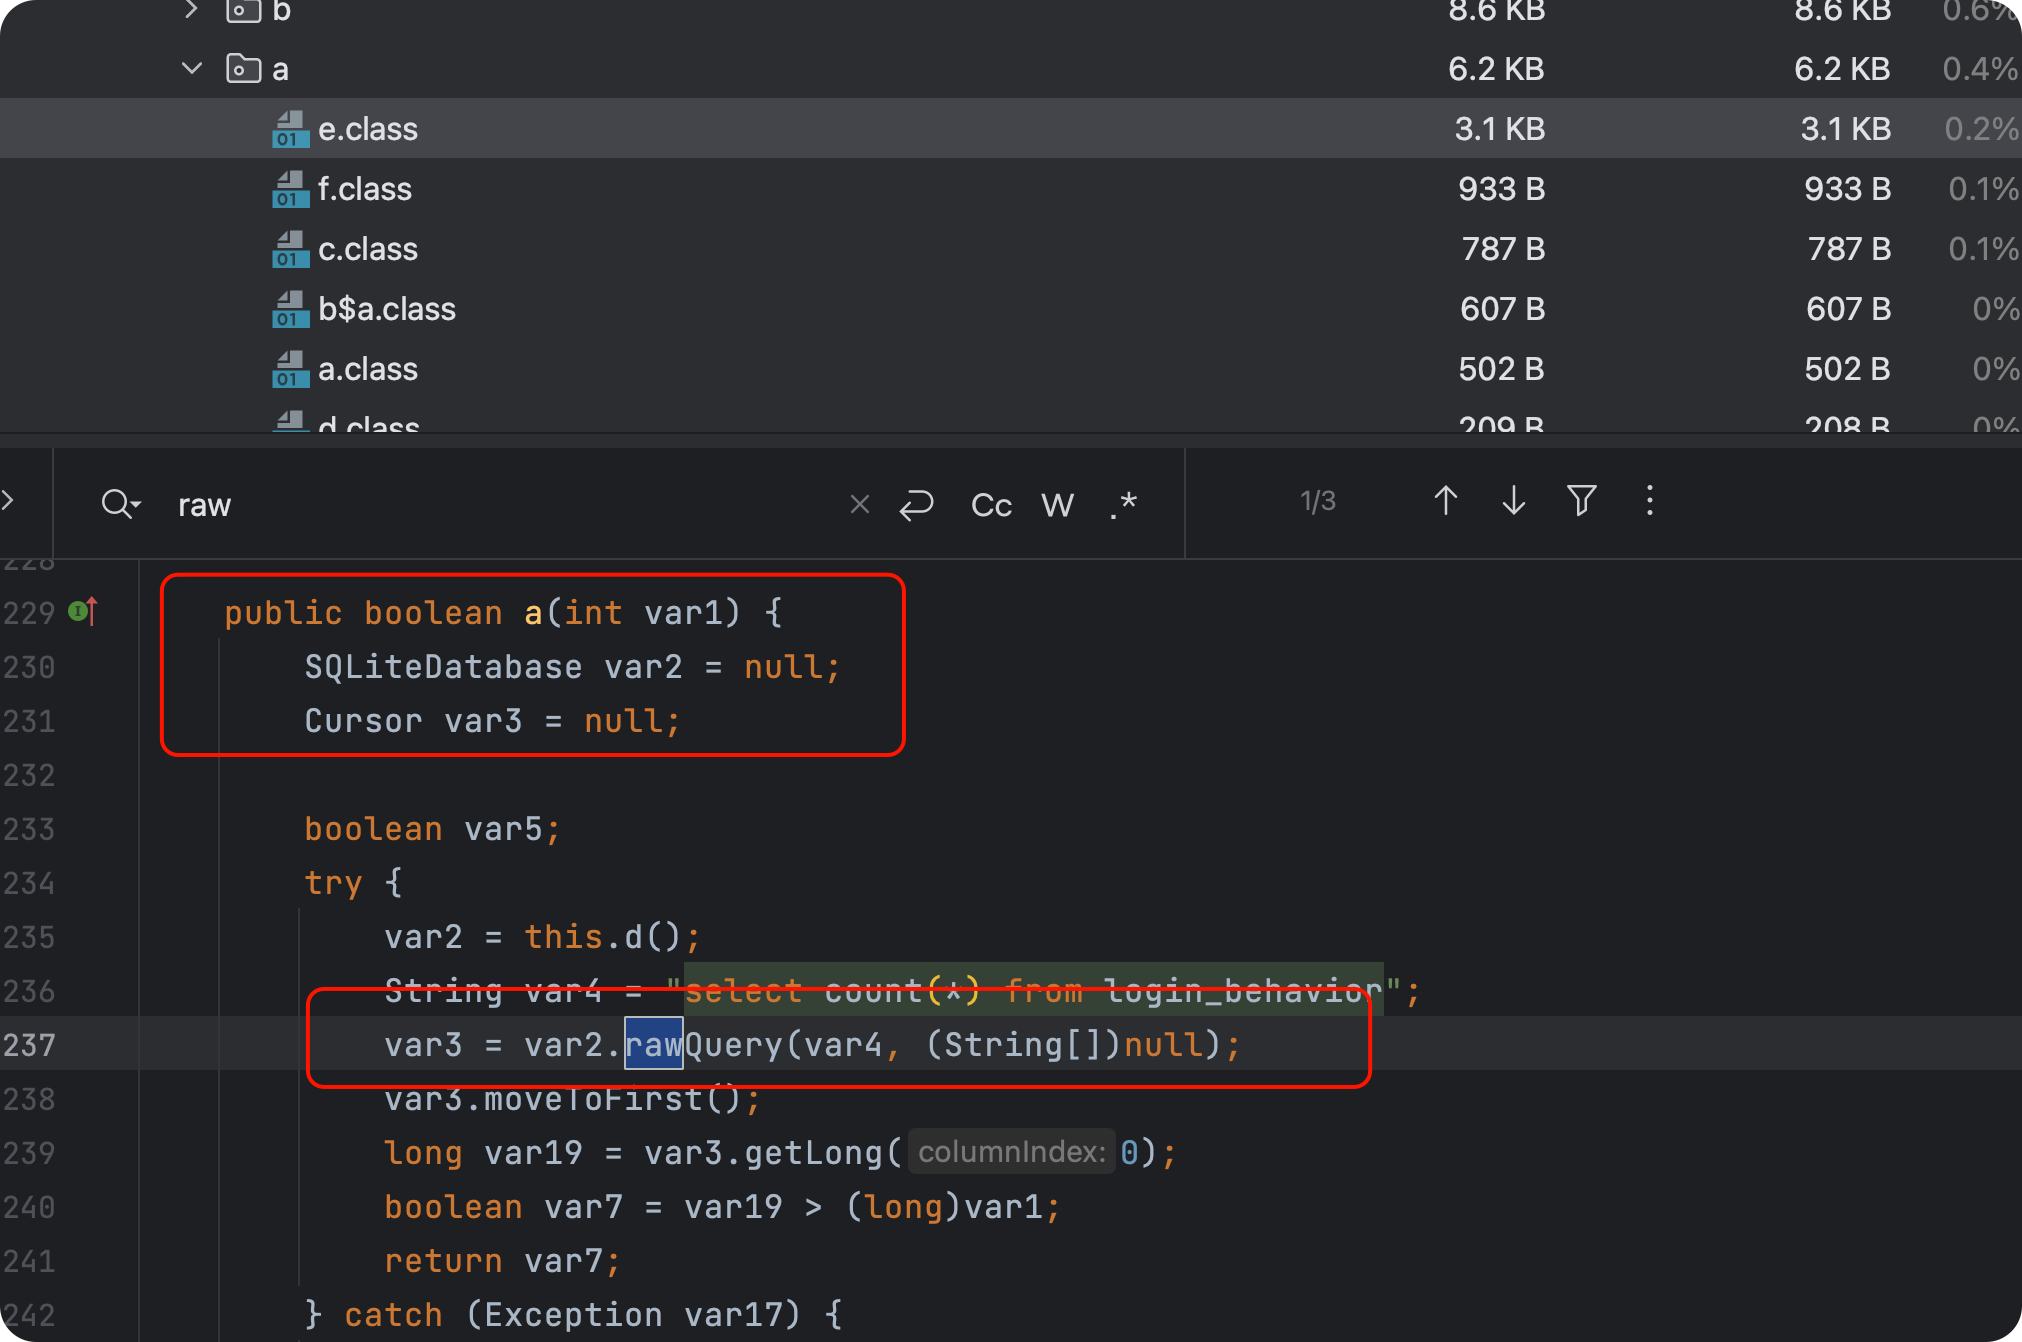 b 8.6 KB 8.6 KB 0.6%
a 6.2 KB 6.2 KB 0.4%
e.class 3.1 KB 3.1 KB 0.2%
f.class 933 B 933 B 0.1%
c.class 787 B 787 B 0.1%
b$a.class 607 B 607 B 0%
a.class 502 B 502 B 0%
d.class 209 B 208 B 0%
raw Cc W .* 1/3
228
229 public boolean a(int var1) {
230 SQLiteDatabase var2 = null;
231 Cursor var3 = null;
232
233 boolean var5;
234 try {
235 var2 = this.d();
236 String var4 = "select count(*) from login_behavior";
237 var3 = var2.rawQuery(var4, (String[])null);
238 var3.moveToFirst();
239 long var19 = var3.getLong( columnIndex: 0);
240 boolean var7 = var19 > (long)var1;
241 return var7;
242 } catch (Exception var17) {